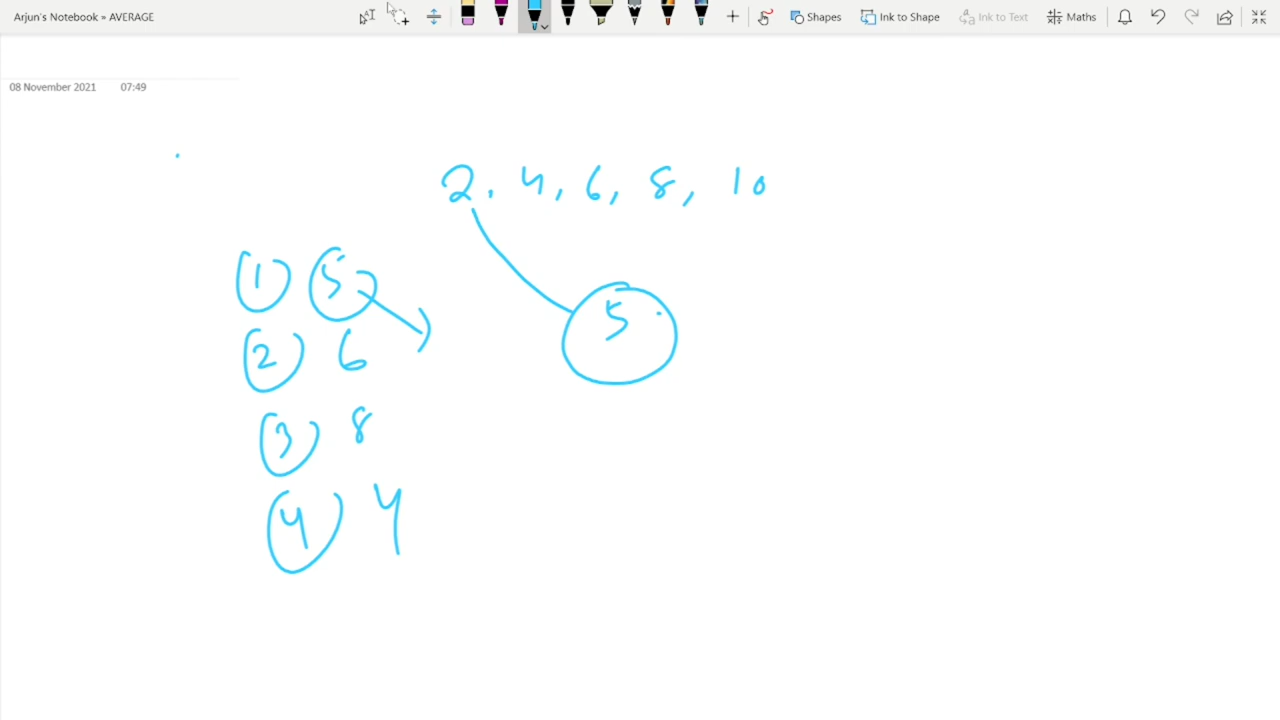 Arjun's Notebook » AVERAGE
Shapes
Ink to Shape
Ink to Text
Maths
08 November 2021 07:49
2, 4, 6, 8, 10
1 5
5
2 6
3 8
4 4